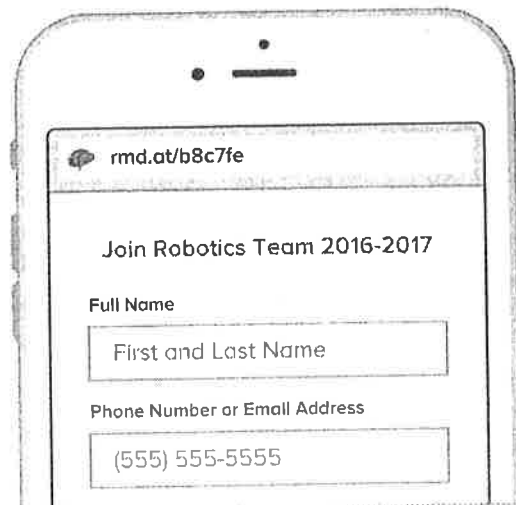 rmd.at/b8c7fe
Join Robotics Team 2016-2017
Full Name
First and Last Name
Phone Number or Email Address
(555) 555-5555